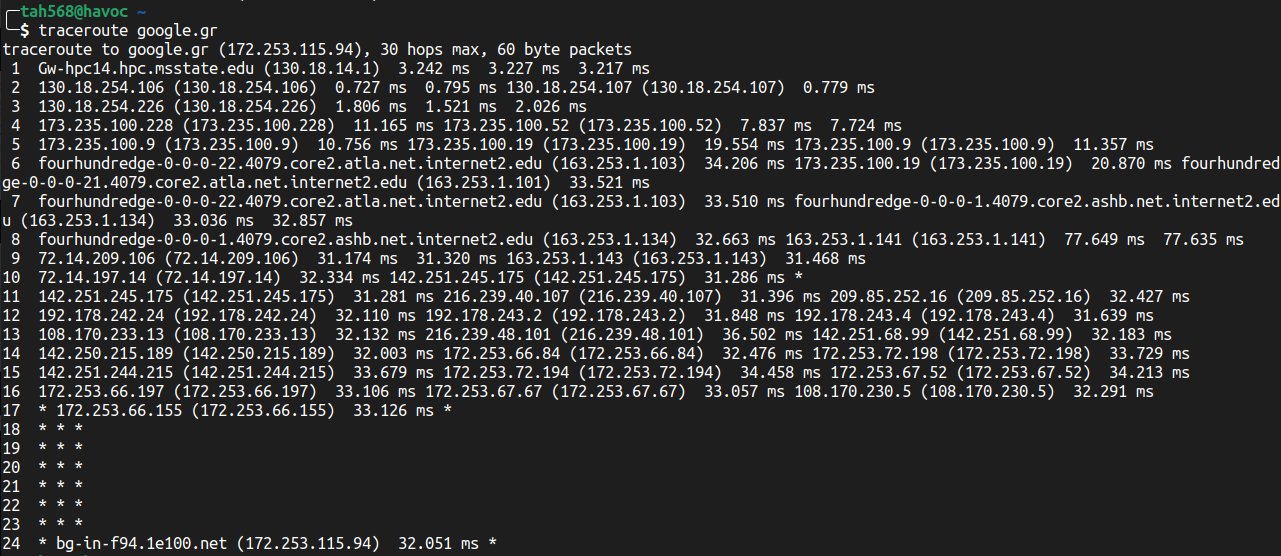 tah568@havoc ~
$ traceroute google.gr
traceroute to google.gr (172.253.115.94), 30 hops max, 60 byte packets
 1  Gw-hpc14.hpc.msstate.edu (130.18.14.1)  3.242 ms  3.227 ms  3.217 ms
 2  130.18.254.106 (130.18.254.106)  0.727 ms  0.795 ms 130.18.254.107 (130.18.254.107)  0.779 ms
 3  130.18.254.226 (130.18.254.226)  1.806 ms  1.521 ms  2.026 ms
 4  173.235.100.228 (173.235.100.228)  11.165 ms 173.235.100.52 (173.235.100.52)  7.837 ms  7.724 ms
 5  173.235.100.9 (173.235.100.9)  10.756 ms 173.235.100.19 (173.235.100.19)  19.554 ms 173.235.100.9 (173.235.100.9)  11.357 ms
 6  fourhundredge-0-0-0-22.4079.core2.atla.net.internet2.edu (163.253.1.103)  34.206 ms 173.235.100.19 (173.235.100.19)  20.870 ms fourhundred
ge-0-0-0-21.4079.core2.atla.net.internet2.edu (163.253.1.101)  33.521 ms
 7  fourhundredge-0-0-0-22.4079.core2.atla.net.internet2.edu (163.253.1.103)  33.510 ms fourhundredge-0-0-0-1.4079.core2.ashb.net.internet2.ed
u (163.253.1.134)  33.036 ms  32.857 ms
 8  fourhundredge-0-0-0-1.4079.core2.ashb.net.internet2.edu (163.253.1.134)  32.663 ms 163.253.1.141 (163.253.1.141)  77.649 ms  77.635 ms
 9  72.14.209.106 (72.14.209.106)  31.174 ms  31.320 ms 163.253.1.143 (163.253.1.143)  31.468 ms
10  72.14.197.14 (72.14.197.14)  32.334 ms 142.251.245.175 (142.251.245.175)  31.286 ms *
11  142.251.245.175 (142.251.245.175)  31.281 ms 216.239.40.107 (216.239.40.107)  31.396 ms 209.85.252.16 (209.85.252.16)  32.427 ms
12  192.178.242.24 (192.178.242.24)  32.110 ms 192.178.243.2 (192.178.243.2)  31.848 ms 192.178.243.4 (192.178.243.4)  31.639 ms
13  108.170.233.13 (108.170.233.13)  32.132 ms 216.239.48.101 (216.239.48.101)  36.502 ms 142.251.68.99 (142.251.68.99)  32.183 ms
14  142.250.215.189 (142.250.215.189)  32.003 ms 172.253.66.84 (172.253.66.84)  32.476 ms 172.253.72.198 (172.253.72.198)  33.729 ms
15  142.251.244.215 (142.251.244.215)  33.679 ms 172.253.72.194 (172.253.72.194)  34.458 ms 172.253.67.52 (172.253.67.52)  34.213 ms
16  172.253.66.197 (172.253.66.197)  33.106 ms 172.253.67.67 (172.253.67.67)  33.057 ms 108.170.230.5 (108.170.230.5)  32.291 ms
17  * 172.253.66.155 (172.253.66.155)  33.126 ms *
18  * * *
19  * * *
20  * * *
21  * * *
22  * * *
23  * * *
24  * bg-in-f94.1e100.net (172.253.115.94)  32.051 ms *